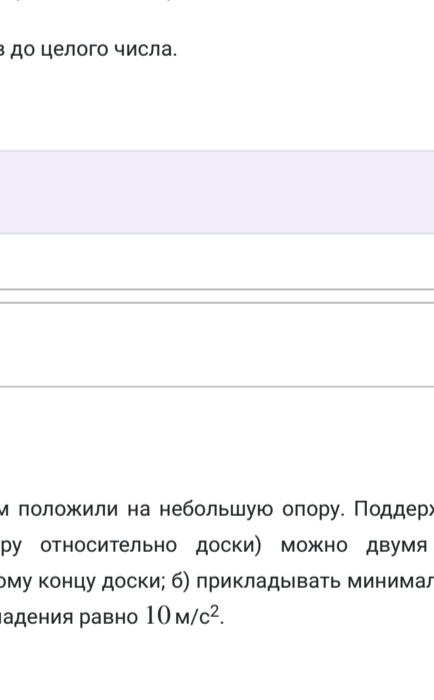 в до целого числа.
м положили на небольшую опору. Поддерж
ру относительно доски) можно двумя
ому концу доски; б) прикладывать минимал
адения равно 10 м/с².